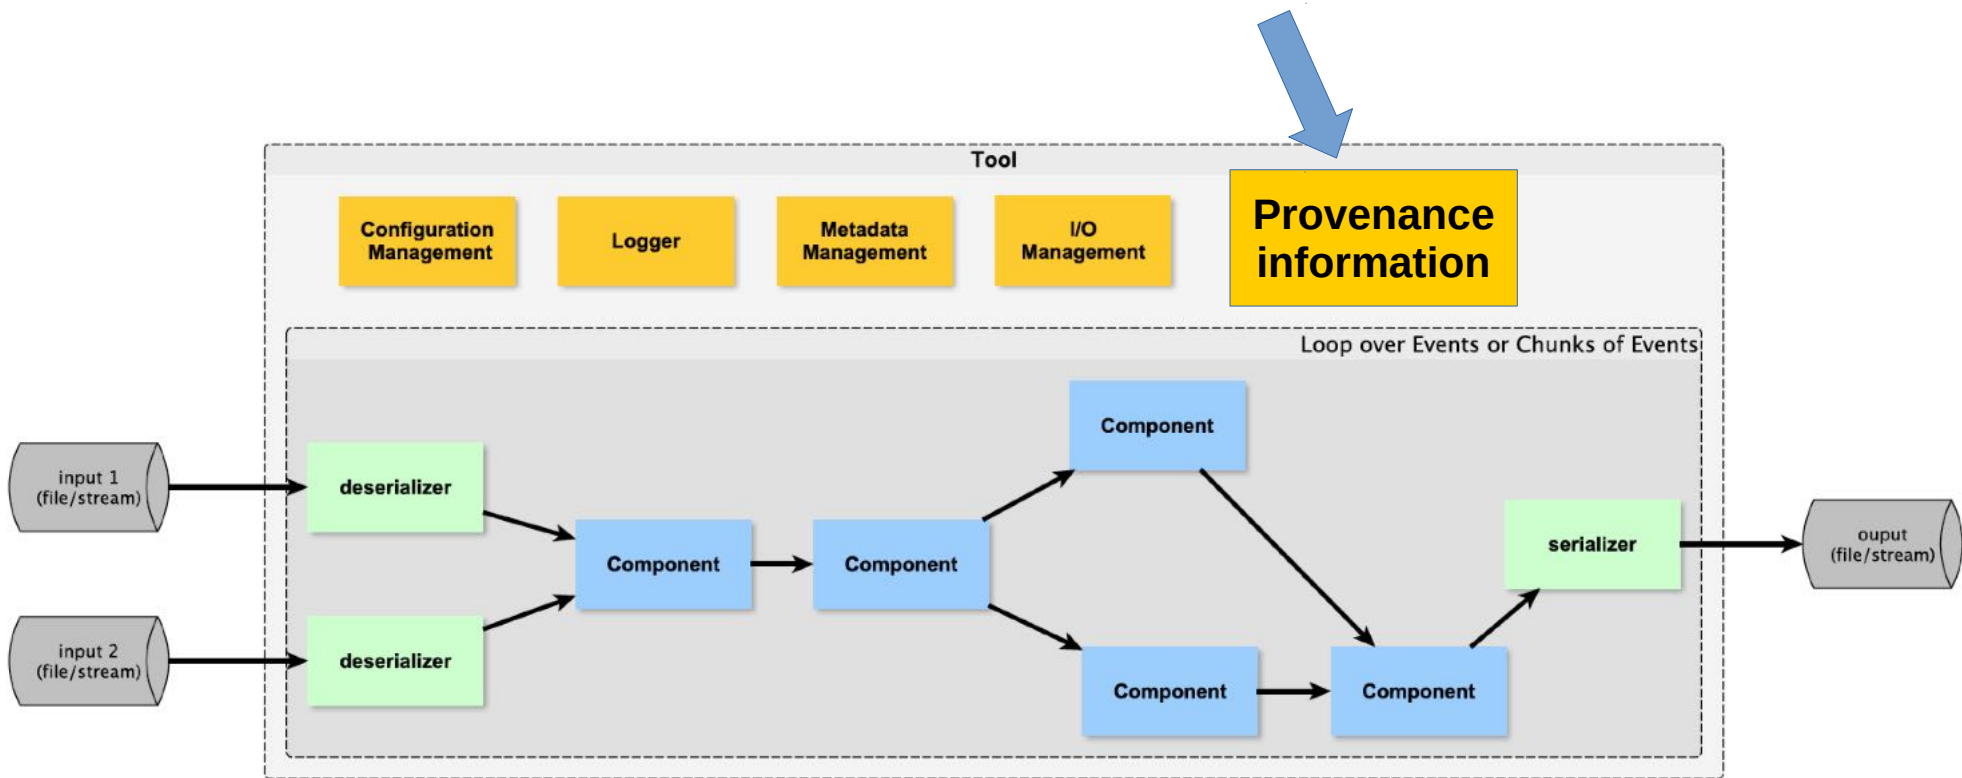 Tool
Configuration
Management
Logger
Metadata
Management
I/O
Management
Provenance
information
Loop over Events or Chunks of Events
input 1
(file/stream)
deserializer
input 2
(file/stream)
deserializer
Component
Component
Component
Component
Component
serializer
ouput
(file/stream)